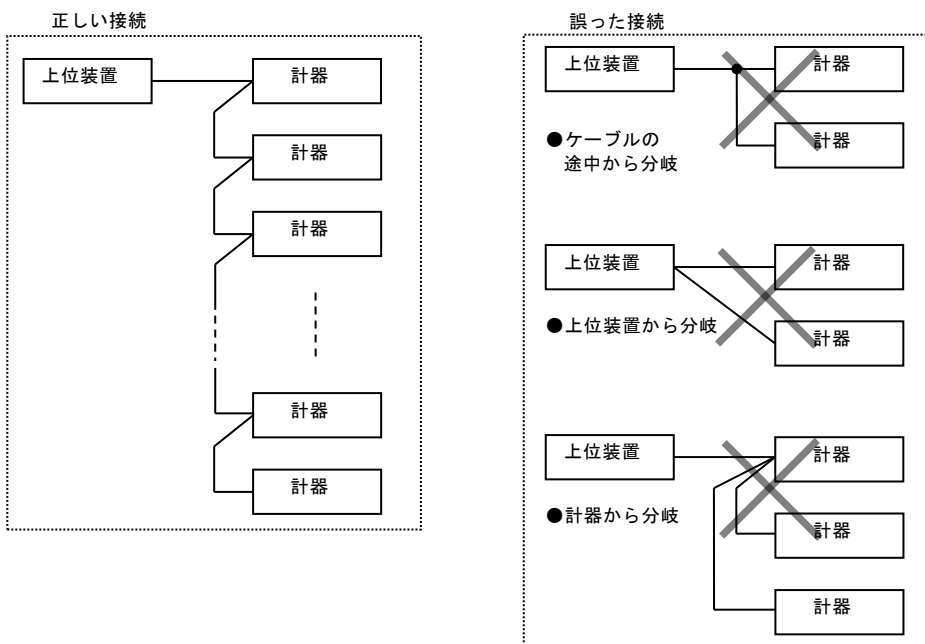 正しい接続
上位装置
計器
計器
計器
計器
計器
誤った接続
上位装置
計器
計器
●ケーブルの
途中から分岐
上位装置
計器
計器
●上位装置から分岐
上位装置
計器
計器
計器
●計器から分岐